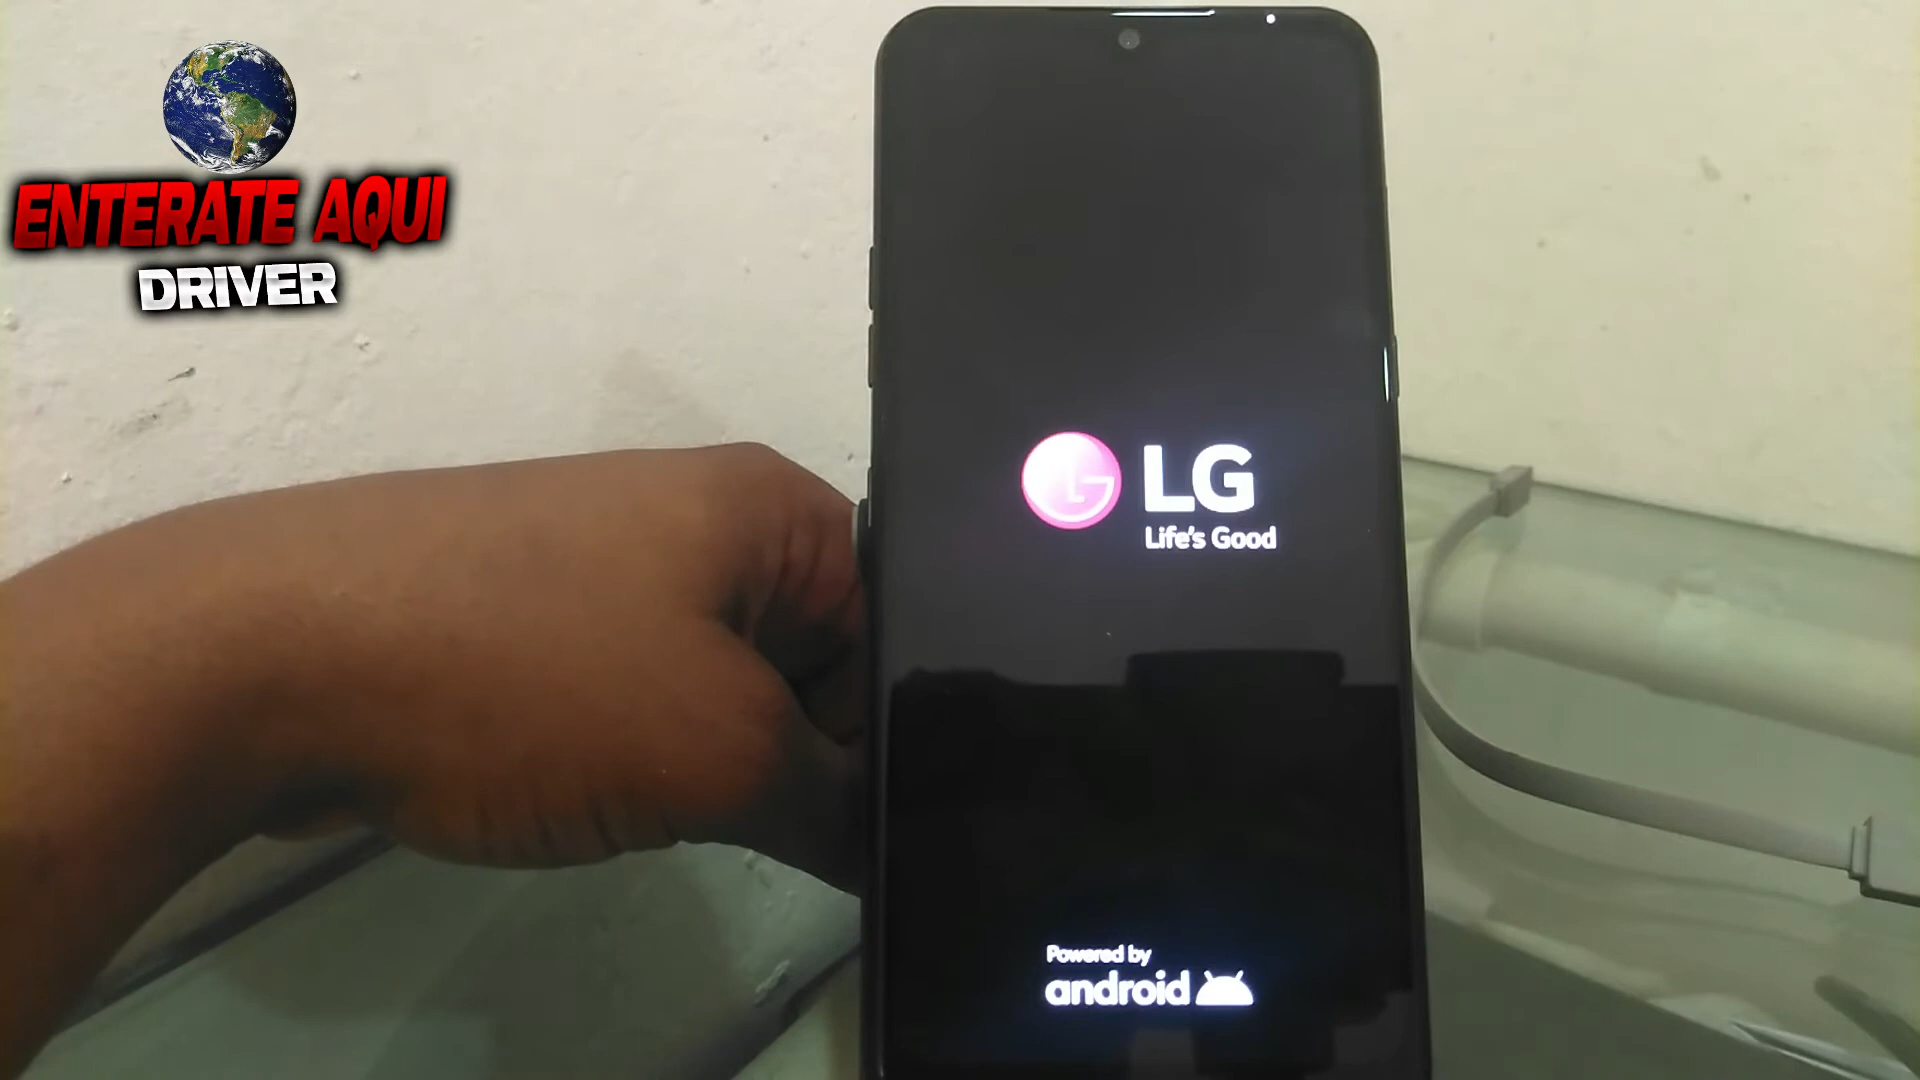 ENTERATE AQUI
DRIVER
LG
Life's Good
Powered by
android